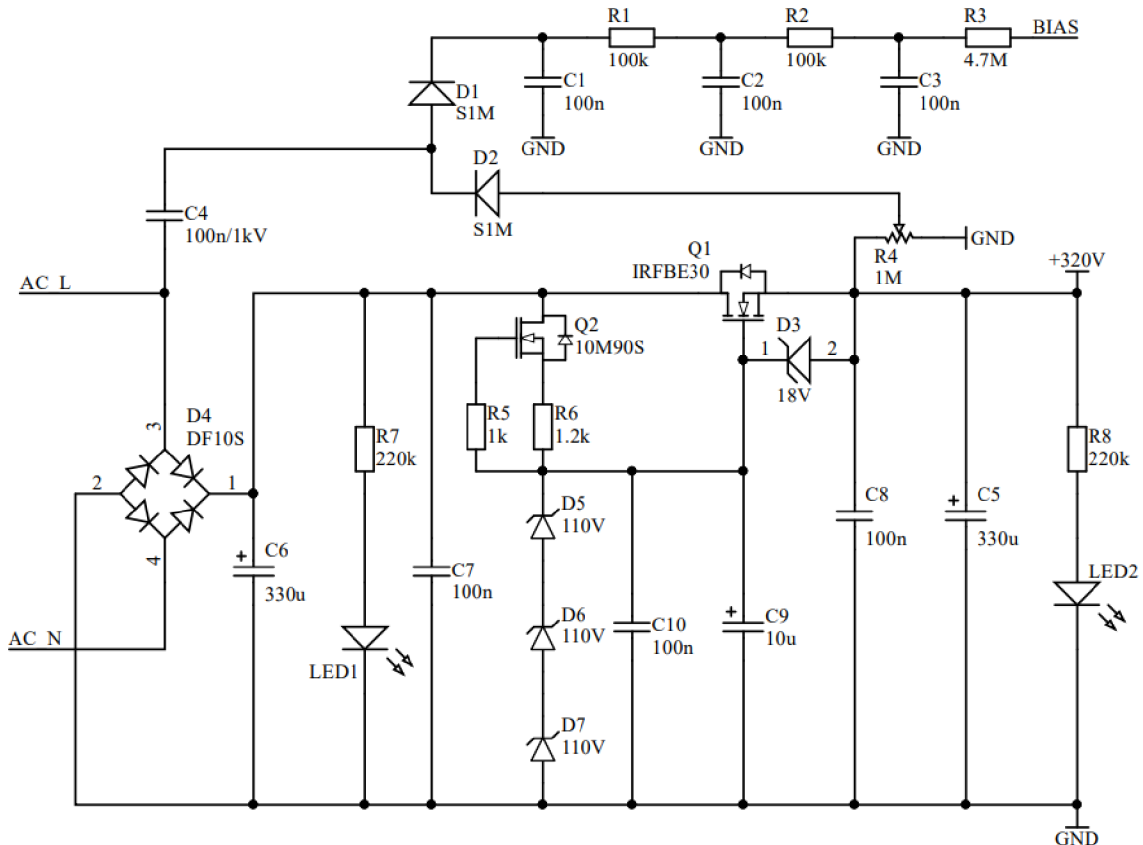 R1
100k
R2
100k
R3
4.7M
BIAS
C1
100n
GND
C2
100n
GND
C3
100n
GND
D1
S1M
D2
S1M
C4
100n/1kV
AC_L
Q1
IRFBE30
R4
1M
GND
+320V
Q2
10M90S
D3
1 2
18V
R5
1k
R6
1.2k
R7
220k
R8
220k
D4
DF10S
3
2 1
4
+ C6
330u
C7
100n
D5
110V
D6
110V
D7
110V
C10
100n
+ C9
10u
C8
100n
+ C5
330u
LED1
LED2
AC_N
GND